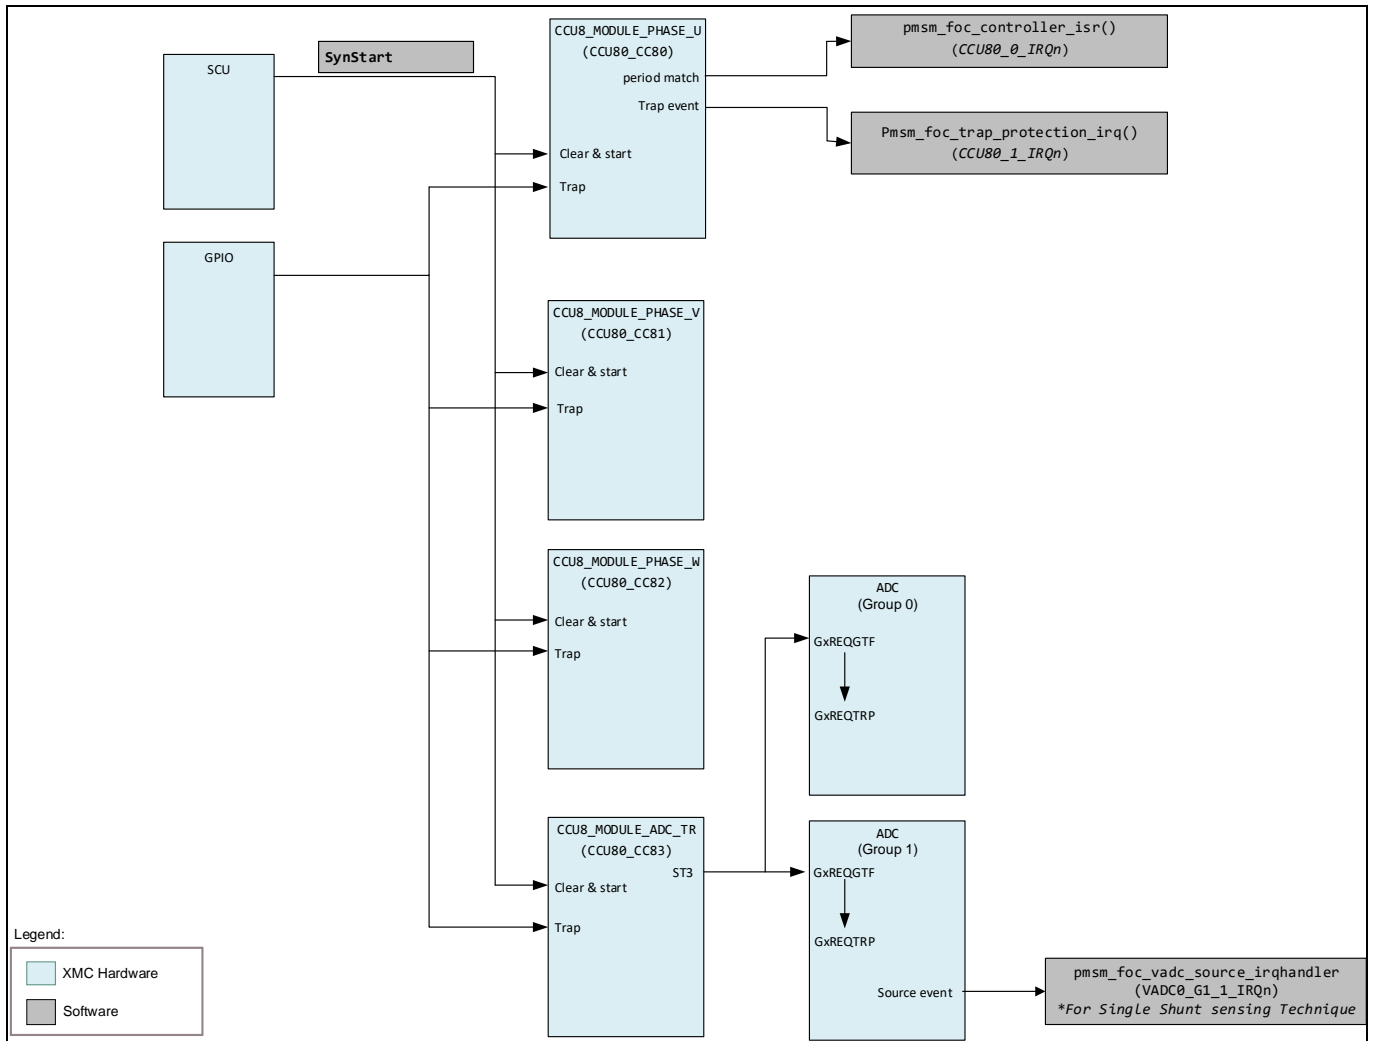 SCU
SynStart
GPIO
CCU8_MODULE_PHASE_U
(CCU80_CC80)
period match
Trap event
Clear & start
Trap
pmsm_foc_controller_isr()
(CCU80_0_IRQn)
Pmsm_foc_trap_protection_irq()
(CCU80_1_IRQn)
CCU8_MODULE_PHASE_V
(CCU80_CC81)
Clear & start
Trap
CCU8_MODULE_PHASE_W
(CCU80_CC82)
Clear & start
Trap
ADC
(Group 0)
GxREQGTF
GxREQTRP
CCU8_MODULE_ADC_TR
(CCU80_CC83)
ST3
Clear & start
Trap
ADC
(Group 1)
GxREQGTF
GxREQTRP
Source event
pmsm_foc_vadc_source_irqhandler
(VADC0_G1_1_IRQn)
*For Single Shunt sensing Technique
Legend:
XMC Hardware
Software